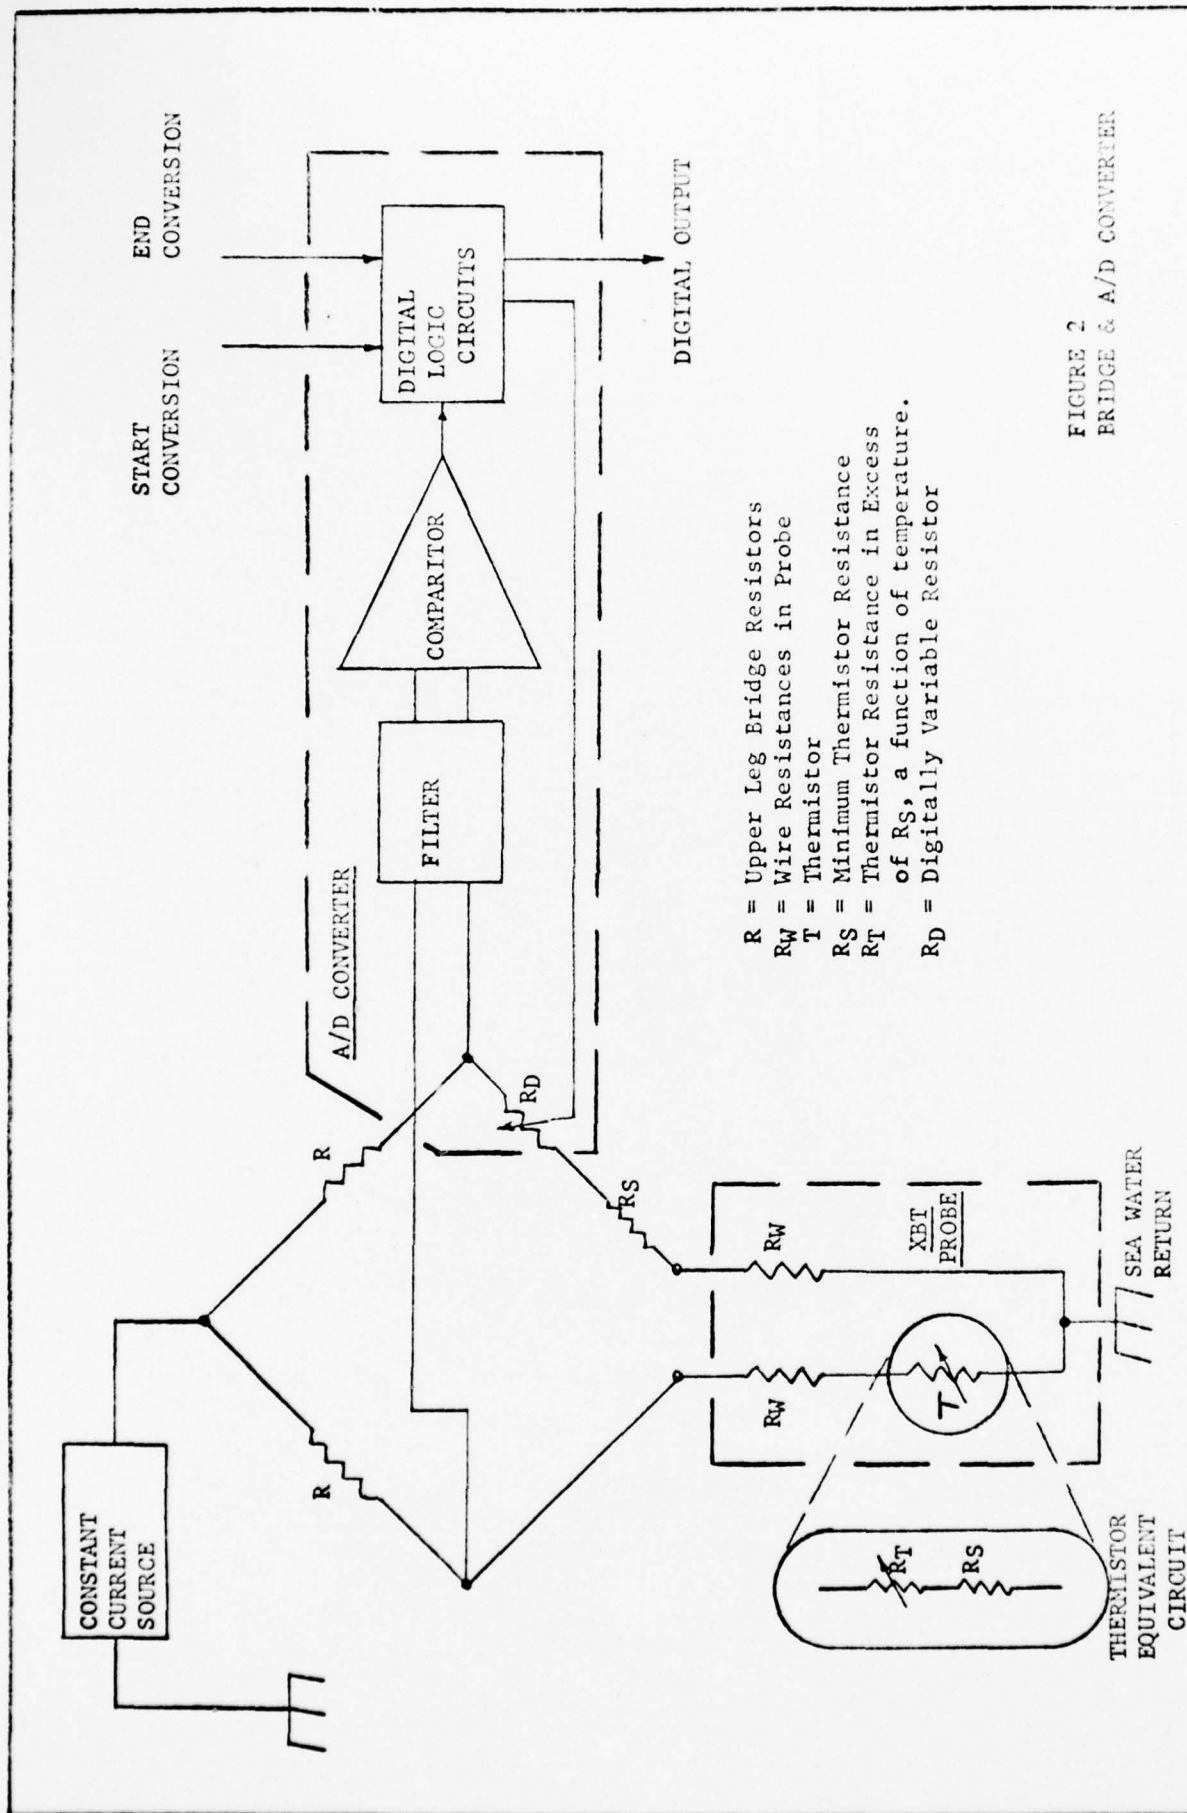 CONSTANT
CURRENT
SOURCE
R
R
A/D CONVERTER
START
CONVERSION
END
CONVERSION
FILTER
COMPARITOR
DIGITAL
LOGIC
CIRCUITS
DIGITAL OUTPUT
RD
RS
RW
RW
XBT
PROBE
T
RT
RS
THERMISTOR
EQUIVALENT
CIRCUIT
SEA WATER
RETURN
R = Upper Leg Bridge Resistors
RW = Wire Resistances in Probe
T = Thermistor
RS = Minimum Thermistor Resistance
RT = Thermistor Resistance in Excess
of RS, a function of temperature.
RD = Digitally Variable Resistor
FIGURE 2
BRIDGE & A/D CONVERTER